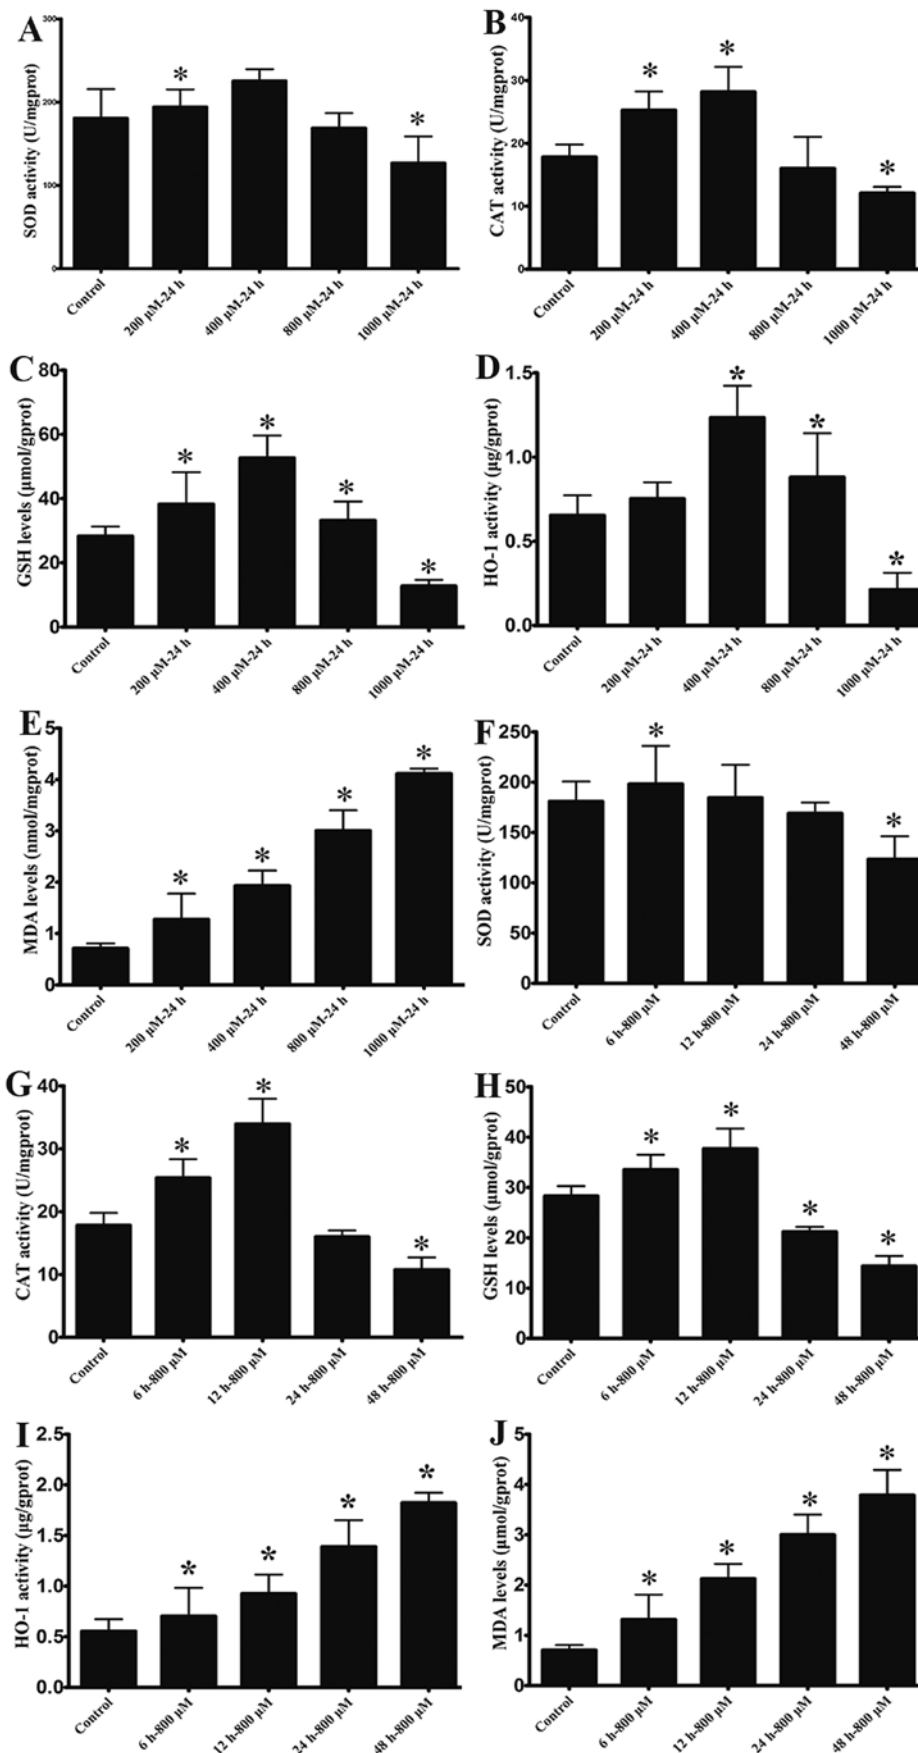 A
SOD activity (U/mgprot)
300
200
100
0
*
*
Control
200 µM-24 h
400 µM-24 h
800 µM-24 h
1000 µM-24 h
B
CAT activity (U/mgprot)
40
30
20
10
0
*
*
*
Control
200 µM-24 h
400 µM-24 h
800 µM-24 h
1000 µM-24 h
C
GSH levels (µmol/gprot)
80
60
40
20
0
*
*
*
*
Control
200 µM-24 h
400 µM-24 h
800 µM-24 h
1000 µM-24 h
D
HO-1 activity (µg/gprot)
1.5
1.0
0.5
0.0
*
*
*
Control
200 µM-24 h
400 µM-24 h
800 µM-24 h
1000 µM-24 h
E
MDA levels (nmol/mgprot)
5
4
3
2
1
0
*
*
*
*
Control
200 µM-24 h
400 µM-24 h
800 µM-24 h
1000 µM-24 h
F
SOD activity (U/mgprot)
250
200
150
100
50
0
*
*
Control
6 h-800 µM
12 h-800 µM
24 h-800 µM
48 h-800 µM
G
CAT activity (U/mgprot)
40
30
20
10
0
*
*
*
Control
6 h-800 µM
12 h-800 µM
24 h-800 µM
48 h-800 µM
H
GSH levels (µmol/gprot)
50
40
30
20
10
0
*
*
*
*
Control
6 h-800 µM
12 h-800 µM
24 h-800 µM
48 h-800 µM
I
HO-1 activity (µg/gprot)
2.5
2.0
1.5
1.0
0.5
0.0
*
*
*
*
Control
6 h-800 µM
12 h-800 µM
24 h-800 µM
48 h-800 µM
J
MDA levels (µmol/gprot)
5
4
3
2
1
0
*
*
*
*
Control
6 h-800 µM
12 h-800 µM
24 h-800 µM
48 h-800 µM